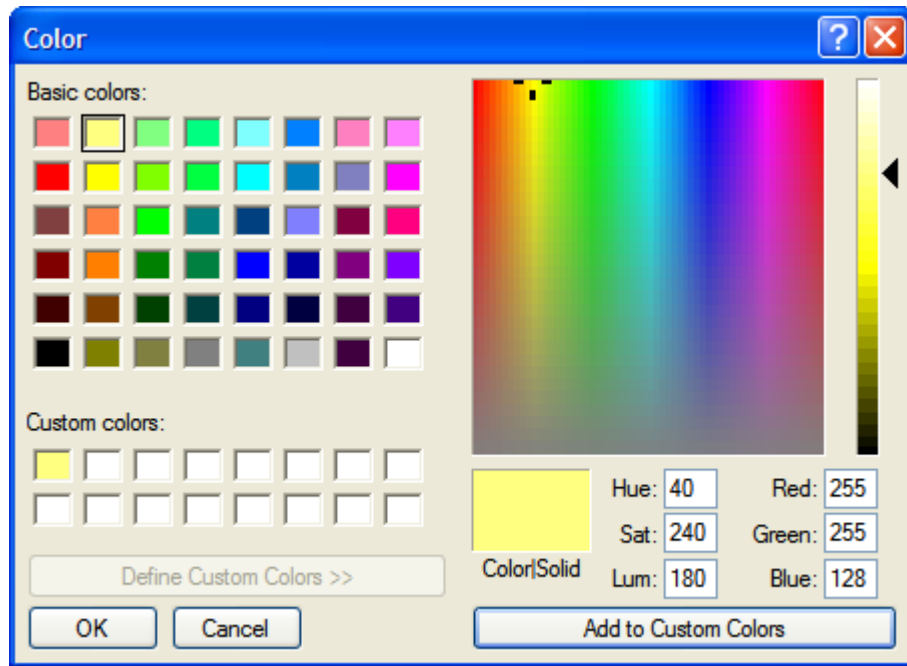 Color
Basic colors:
Custom colors:
Define Custom Colors >>
OK Cancel
Hue: 40 Red: 255
Sat: 240 Green: 255
Color|Solid Lum: 180 Blue: 128
Add to Custom Colors